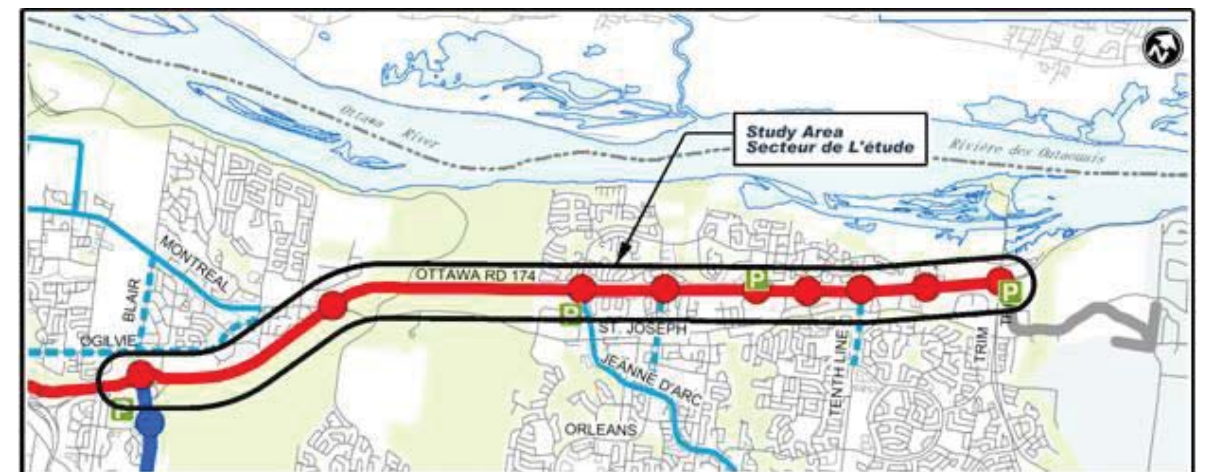 Ottawa River
Study Area
Secteur de L'étude
Rivière des Outaouais
MONTREAL
BLAIR
OTTAWA RD 174
P
OGILVIE
P
P
ST. JOSEPH
JEANNE D'ARC
TENTH LINE
TRIM
P
ORLEANS
N